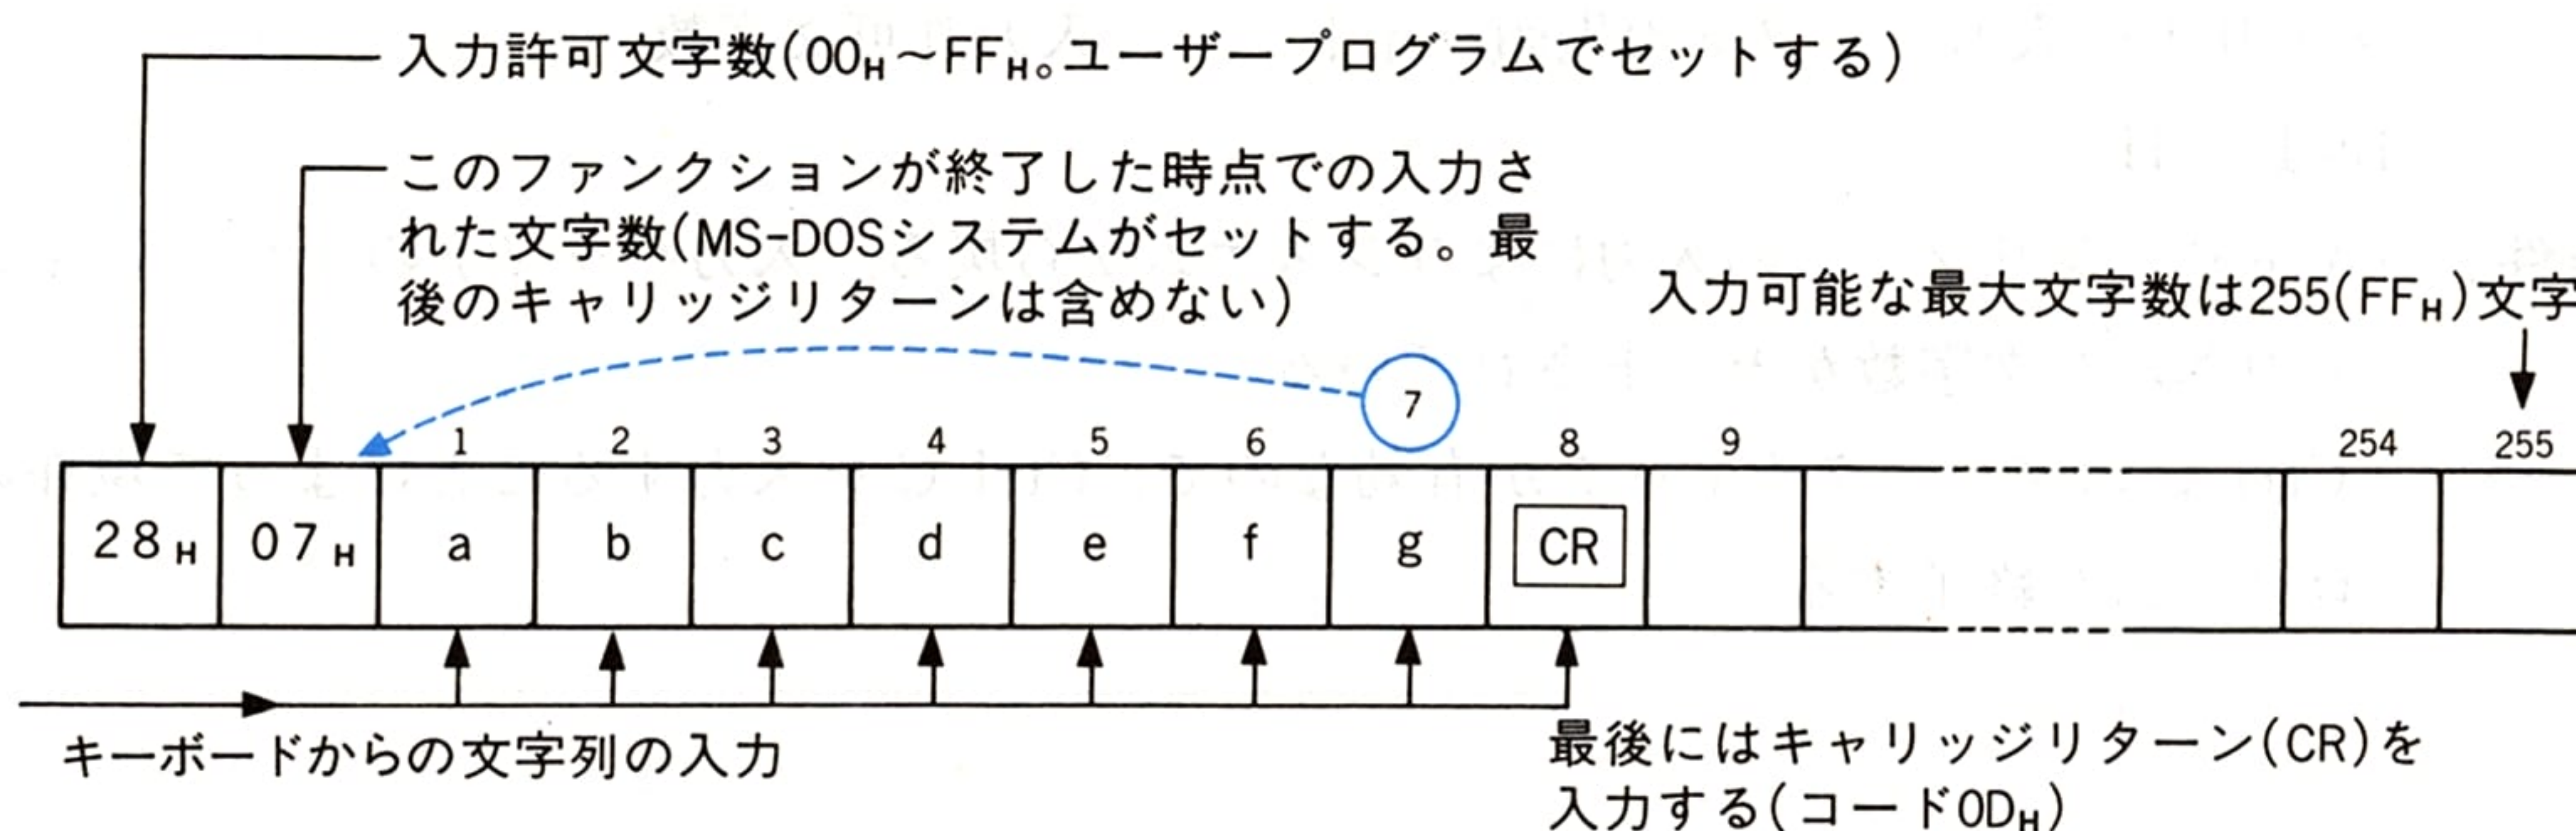 入力許可文字数(00H～FFH。ユーザープログラムでセットする)
このファンクションが終了した時点での入力さ
れた文字数(MS-DOSシステムがセットする。最
後のキャリッジリターンは含めない)
入力可能な最大文字数は255(FFH)文字
1 2 3 4 5 6 7 8 9 254 255
28H 07H a b c d e f g CR
キーボードからの文字列の入力
最後にはキャリッジリターン(CR)を
入力する(コード0DH)